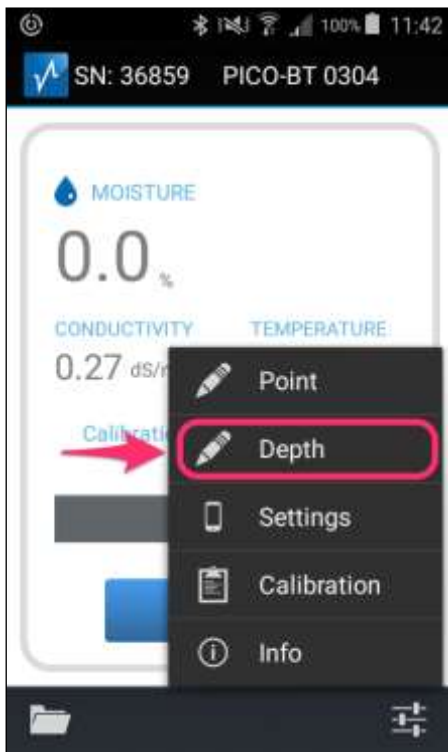 100% 11:42
SN: 36859 PICO-BT 0304
MOISTURE
0.0 %
CONDUCTIVITY TEMPERATURE
0.27
Point
Depth
Settings
Calibration
Info